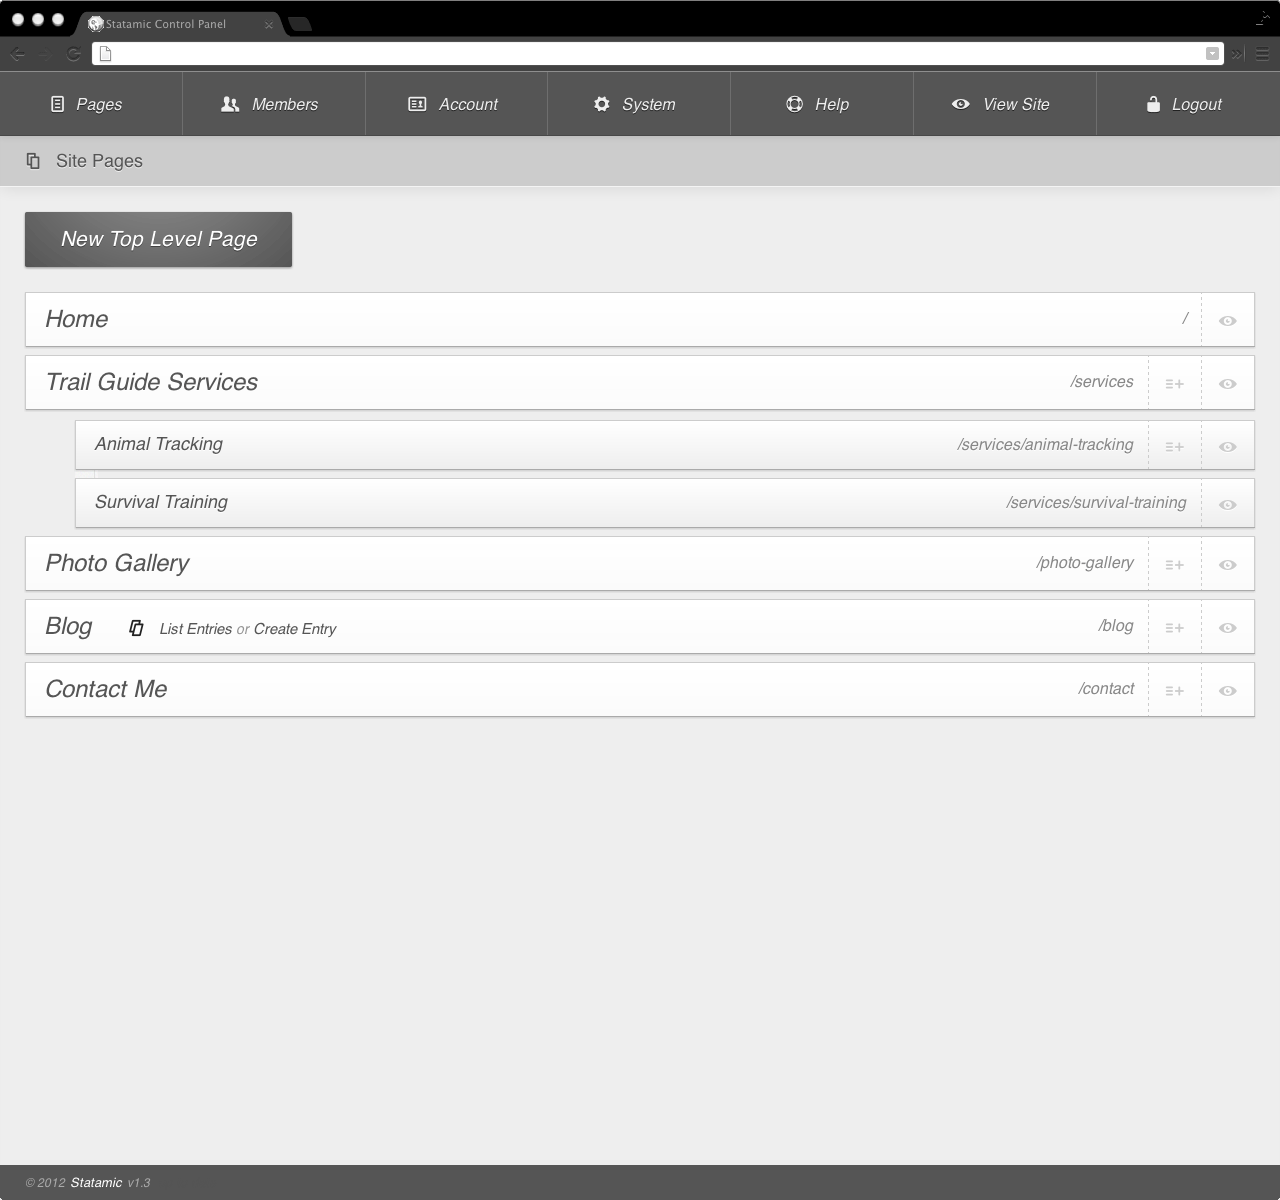 Statamic Control Panel
Pages
Members
Account
System
Help
View Site
Logout
Site Pages
New Top Level Page
Home /
Trail Guide Services /services
Animal Tracking /services/animal-tracking
Survival Training /services/survival-training
Photo Gallery /photo-gallery
Blog List Entries or Create Entry /blog
Contact Me /contact
© 2012 Statamic v1.3